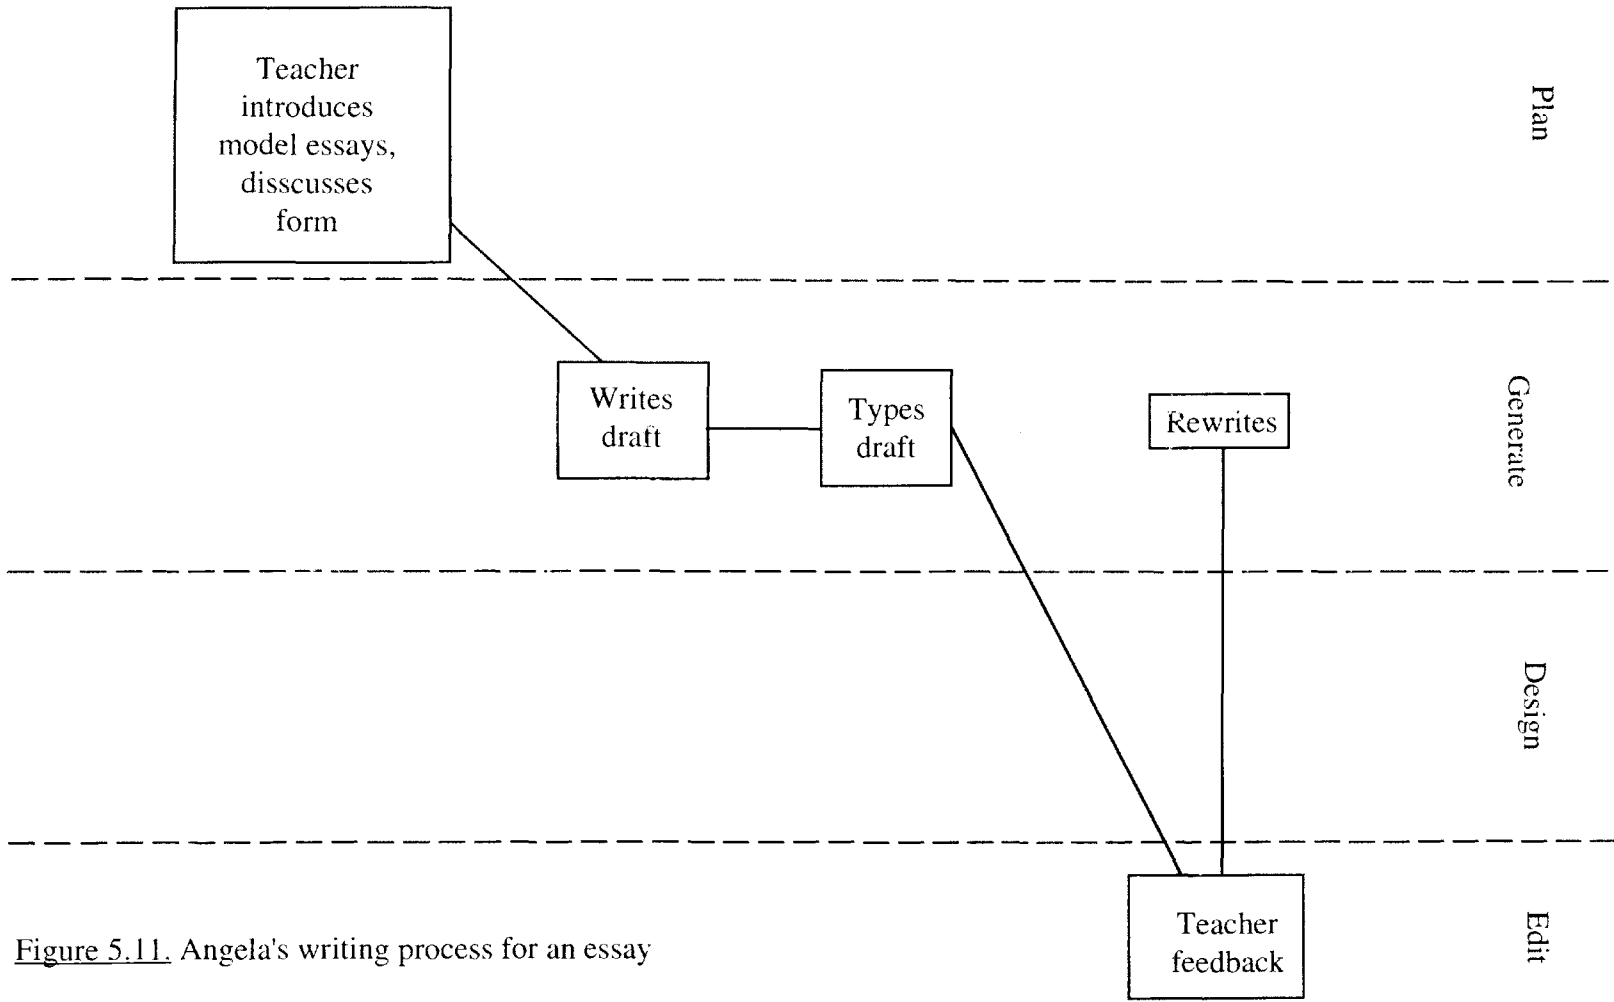 Teacher
introduces
model essays,
disscusses
form
Plan
Writes
draft
Types
draft
Rewrites
Generate
Design
Teacher
feedback
Edit
Figure 5.11. Angela's writing process for an essay